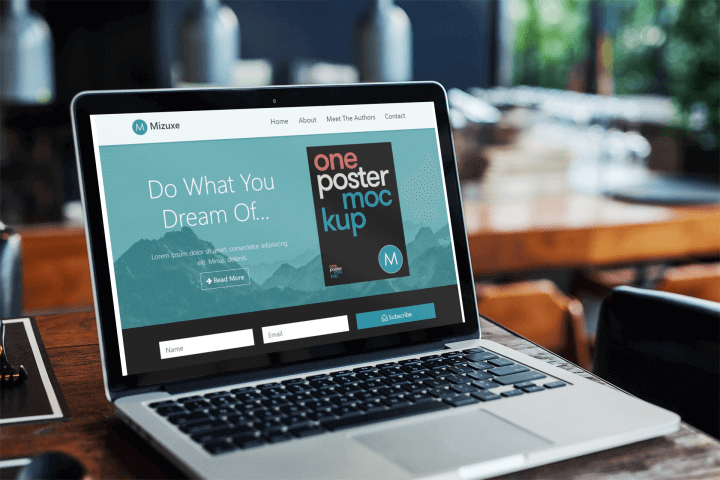 M Mizuxe
Home About Meet The Authors Contact
Do What You
Dream Of...
Lorem ipsum dolor sit amet, consectetur adipisicing
elit. Minus, deleniti.
Read More
one
poster
moc
kup
M
one
poster
Name
Email
Subscribe